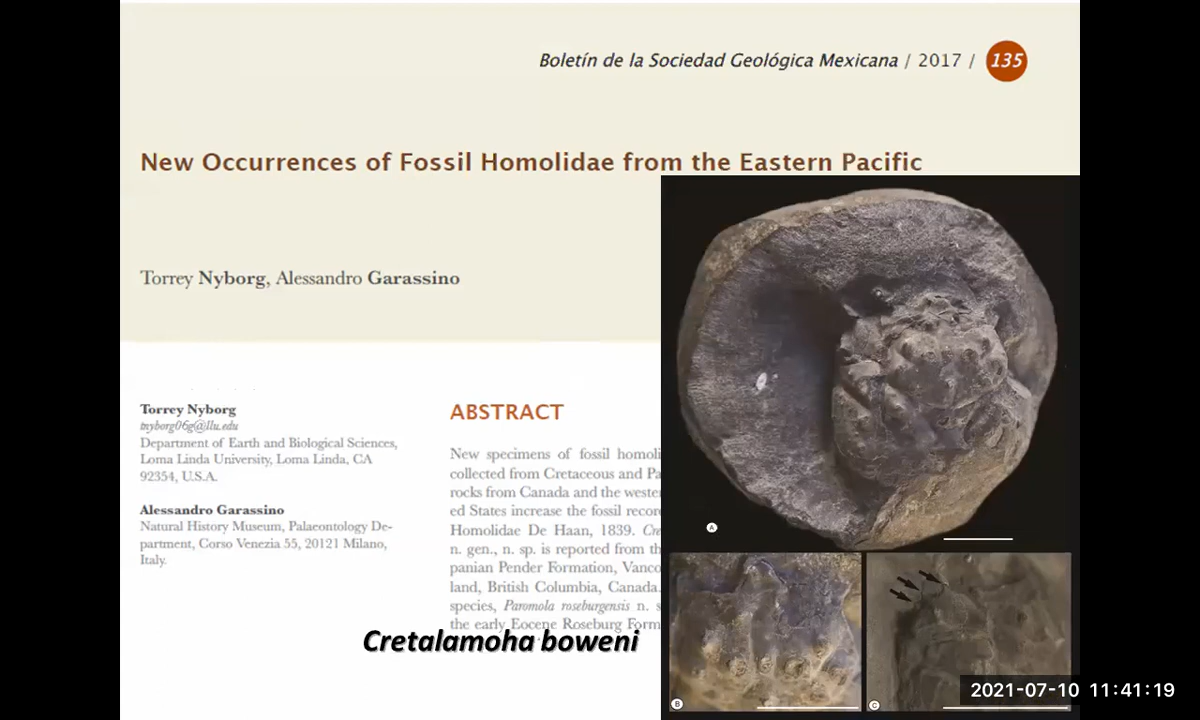 Boletín de la Sociedad Geológica Mexicana / 2017 / 135
New Occurrences of Fossil Homolidae from the Eastern Pacific
Torrey Nyborg, Alessandro Garassino
Torrey Nyborg
tnyborg06g@llu.edu
Department of Earth and Biological Sciences,
Loma Linda University, Loma Linda, CA
92354, U.S.A.
Alessandro Garassino
Natural History Museum, Palaeontology De-
partment, Corso Venezia 55, 20121 Milano,
Italy.
ABSTRACT
New specimens of fossil homoli
collected from Cretaceous and Pa
rocks from Canada and the weste
ed States increase the fossil recor
Homolidae De Haan, 1839. Cre
n. gen., n. sp. is reported from th
panian Pender Formation, Vanco
land, British Columbia, Canada.
species, Paromola roseburgensis n. s
the early Eocene Roseburg Form
Cretalamoha boweni
A
B
C
2021-07-10 11:41:19